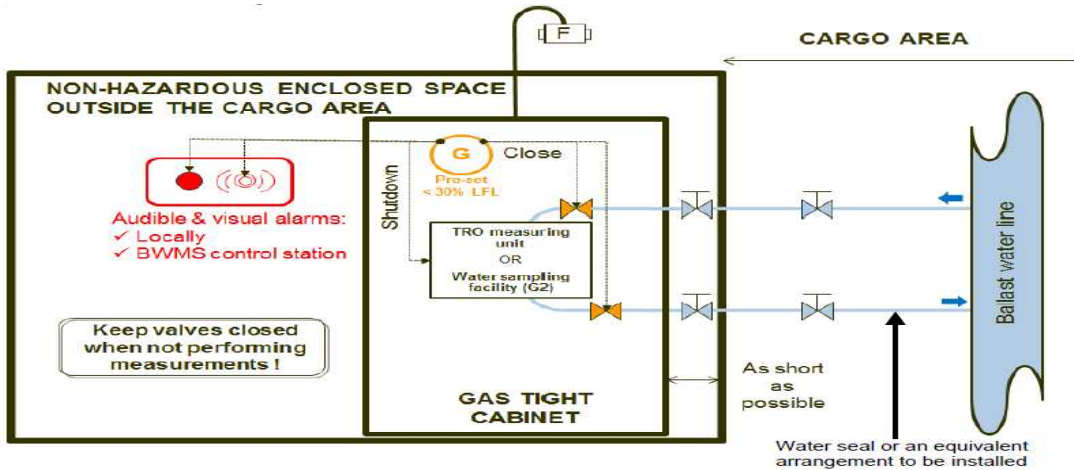 F
CARGO AREA
NON-HAZARDOUS ENCLOSED SPACE
OUTSIDE THE CARGO AREA
G
Close
Pre-set
< 30% LFL
Shutdown
Audible & visual alarms:
✓ Locally
✓ BWMS control station
TRO measuring
unit
OR
Water sampling
facility (G2)
Ballast water line
Keep valves closed
when not performing
measurements !
As short
as
possible
GAS TIGHT
CABINET
Water seal or an equivalent
arrangement to be installed